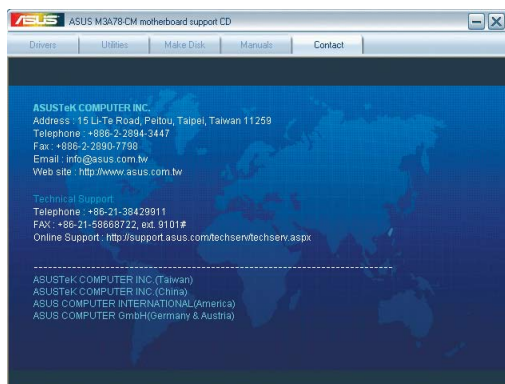 ASUS ASUS M3A78-CM motherboard support CD
Drivers Utilities Make Disk Manuals Contact
ASUSTeK COMPUTER INC.
Address : 15 Li-Te Road, Peitou, Taipei, Taiwan 11259
Telephone : +886-2-2894-3447
Fax : +886-2-2890-7798
Email : info@asus.com.tw
Web site : http://www.asus.com.tw
Technical Support
Telephone : +86-21-38429911
FAX : +86-21-58668722, ext. 9101#
Online Support : http://support.asus.com/techserv/techserv.aspx
ASUSTeK COMPUTER INC.(Taiwan)
ASUSTeK COMPUTER INC.(China)
ASUS COMPUTER INTERNATIONAL(America)
ASUS COMPUTER GmbH(Germany & Austria)